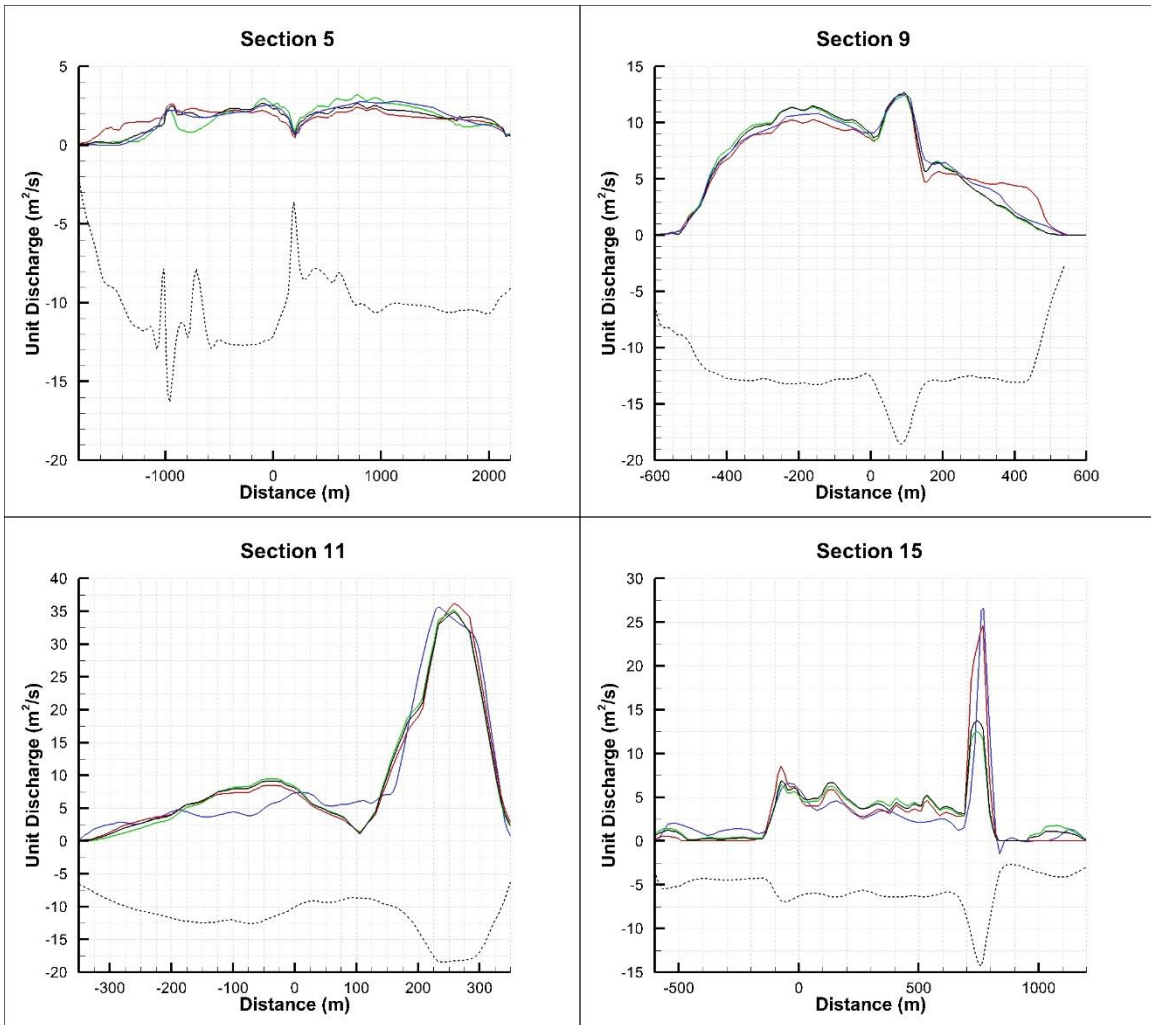 Section 5
5
0
-5
-10
-15
-20
Unit Discharge (m²/s)
-1000 0 1000 2000
Distance (m)
Section 9
15
10
5
0
-5
-10
-15
-20
Unit Discharge (m²/s)
-600 -400 -200 0 200 400 600
Distance (m)
Section 11
40
35
30
25
20
15
10
5
0
-5
-10
-15
-20
Unit Discharge (m²/s)
-300 -200 -100 0 100 200 300
Distance (m)
Section 15
30
25
20
15
10
5
0
-5
-10
-15
Unit Discharge (m²/s)
-500 0 500 1000
Distance (m)